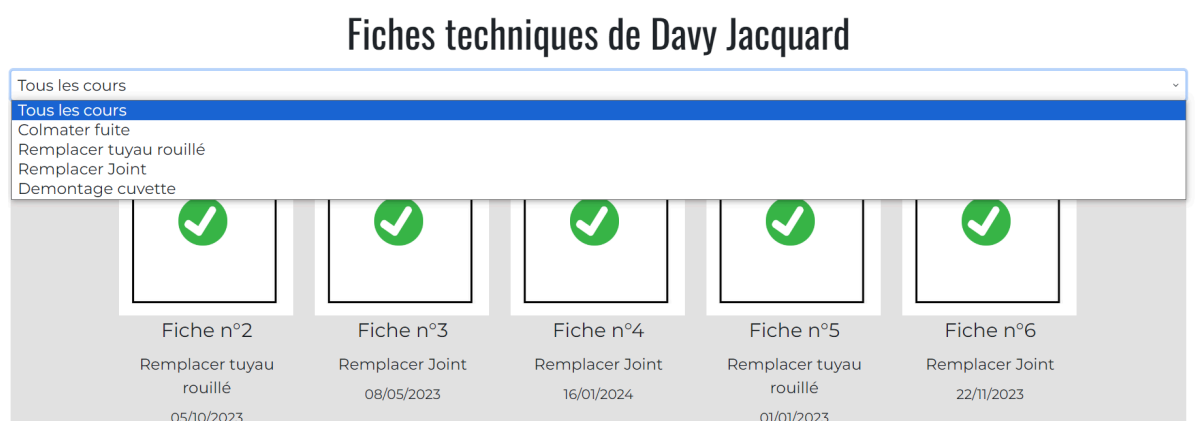 Fiches techniques de Davy Jacquard
Tous les cours
Tous les cours
Colmater fuite
Remplacer tuyau rouillé
Remplacer Joint
Demontage cuvette
Fiche n°2
Fiche n°3
Fiche n°4
Fiche n°5
Fiche n°6
Remplacer tuyau
rouillé
Remplacer Joint
Remplacer Joint
Remplacer tuyau
rouillé
Remplacer Joint
05/10/2023
08/05/2023
16/01/2024
01/01/2023
22/11/2023